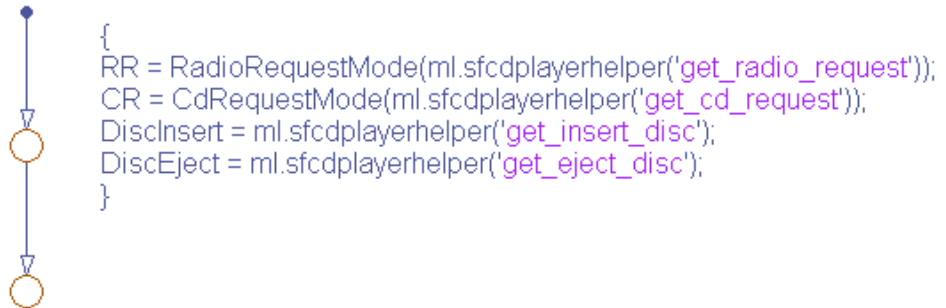 {
RR = RadioRequestMode(ml.sfcdplayerhelper('get_radio_request'));
CR = CdRequestMode(ml.sfcdplayerhelper('get_cd_request'));
DiscInsert = ml.sfcdplayerhelper('get_insert_disc');
DiscEject = ml.sfcdplayerhelper('get_eject_disc');
}